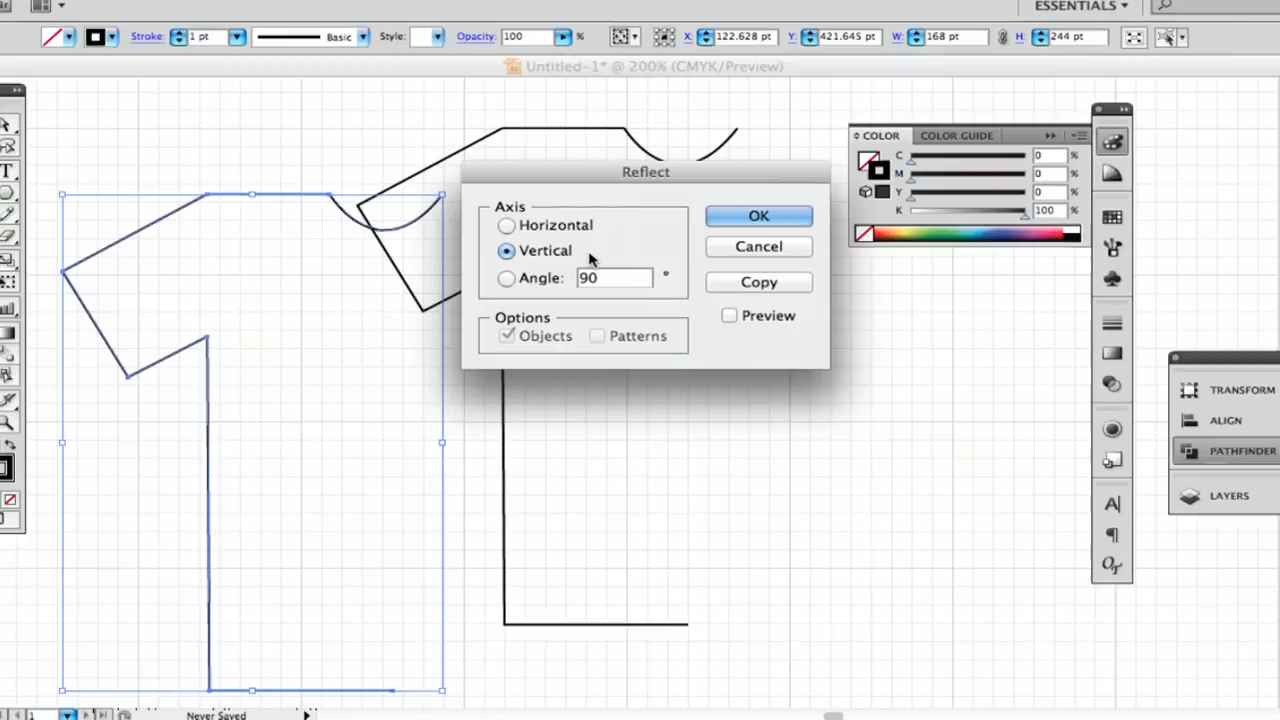 ESSENTIALS
Stroke: 1 pt Basic Style: Opacity: 100 % X: 122.628 pt Y: 421.645 pt W: 168 pt H: 244 pt
Untitled-1* @ 200% (CMYK/Preview)
COLOR COLOR GUIDE
C 0 %
M 0 %
Y 0 %
K 100 %
Reflect
Axis
Horizontal
Vertical
Angle: 90 °
Options
Objects Patterns
OK
Cancel
Copy
Preview
TRANSFORM
ALIGN
PATHFINDER
LAYERS
1 Never Saved